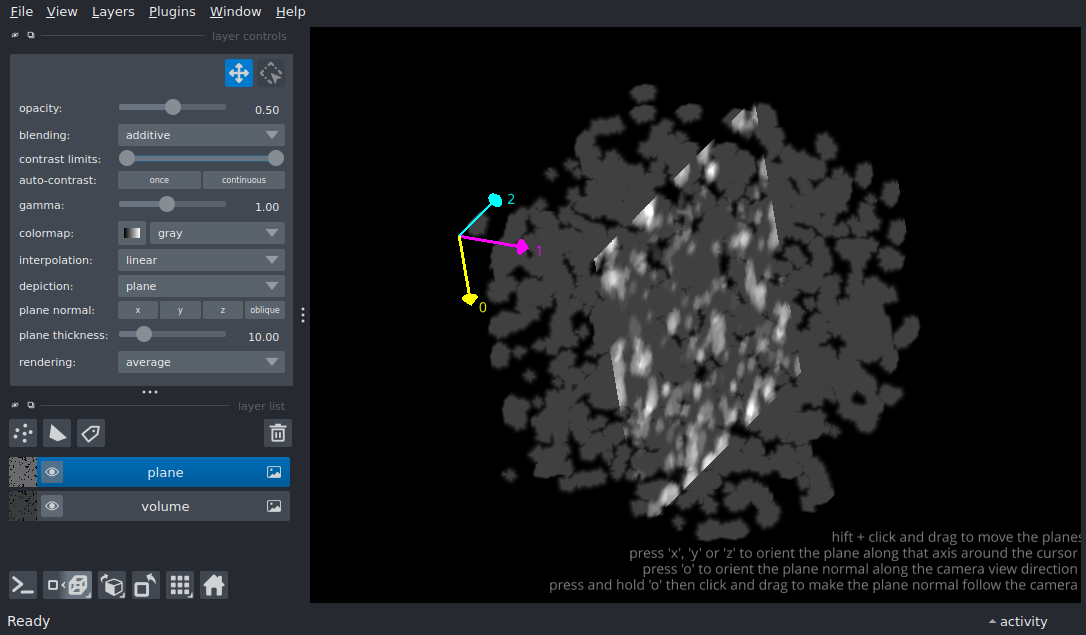 File View Layers Plugins Window Help
layer controls
opacity: 0.50
blending: additive
contrast limits:
auto-contrast: once continuous
gamma: 1.00
colormap: gray
interpolation: linear
depiction: plane
plane normal: x y z oblique
plane thickness: 10.00
rendering: average
layer list
plane
volume
2
1
0
hift + click and drag to move the planes
press 'x', 'y' or 'z' to orient the plane along that axis around the cursor
press 'o' to orient the plane normal along the camera view direction
press and hold 'o' then click and drag to make the plane normal follow the camera
Ready
activity